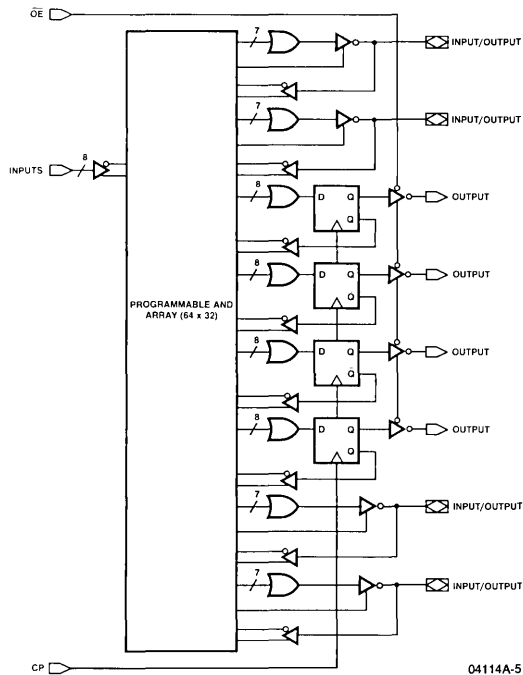 OE
7
INPUT/OUTPUT
7
INPUT/OUTPUT
INPUTS
8
8
D Q
Q
OUTPUT
8
D Q
Q
OUTPUT
PROGRAMMABLE AND
ARRAY (64 x 32)
8
D Q
Q
OUTPUT
8
D Q
Q
OUTPUT
7
INPUT/OUTPUT
7
INPUT/OUTPUT
CP
04114A-5